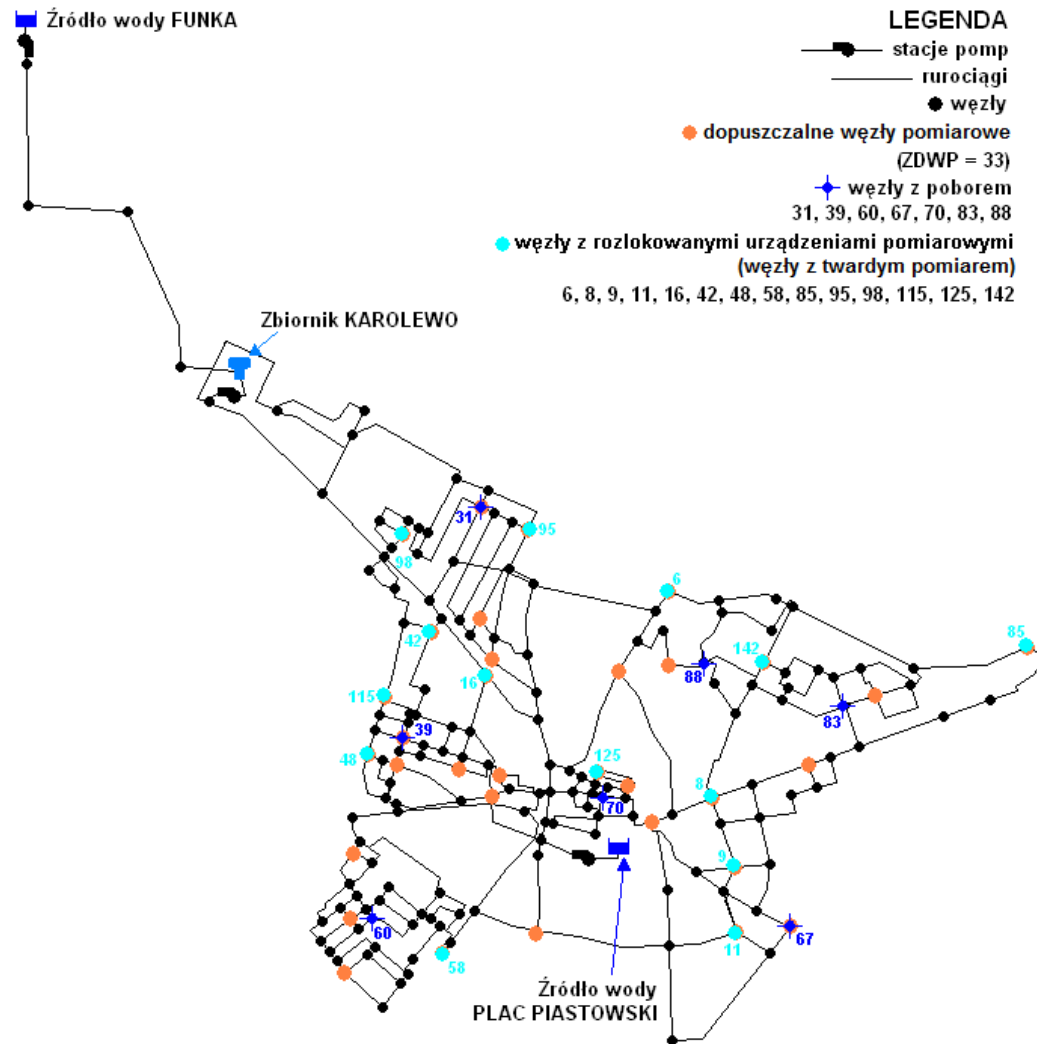 Źródło wody FUNKA
LEGENDA
stacje pomp
rurociągi
węzły
dopuszczalne węzły pomiarowe
(ZDWP = 33)
węzły z poborem
31, 39, 60, 67, 70, 83, 88
węzły z rozlokowanymi urządzeniami pomiarowymi
(węzły z twardym pomiarem)
6, 8, 9, 11, 16, 42, 48, 58, 85, 95, 98, 115, 125, 142
Zbiornik KAROLEWO
31
95
98
6
42
142
85
16
88
115
83
39
48
125
70
8
9
60
67
11
58
Źródło wody
PLAC PIASTOWSKI